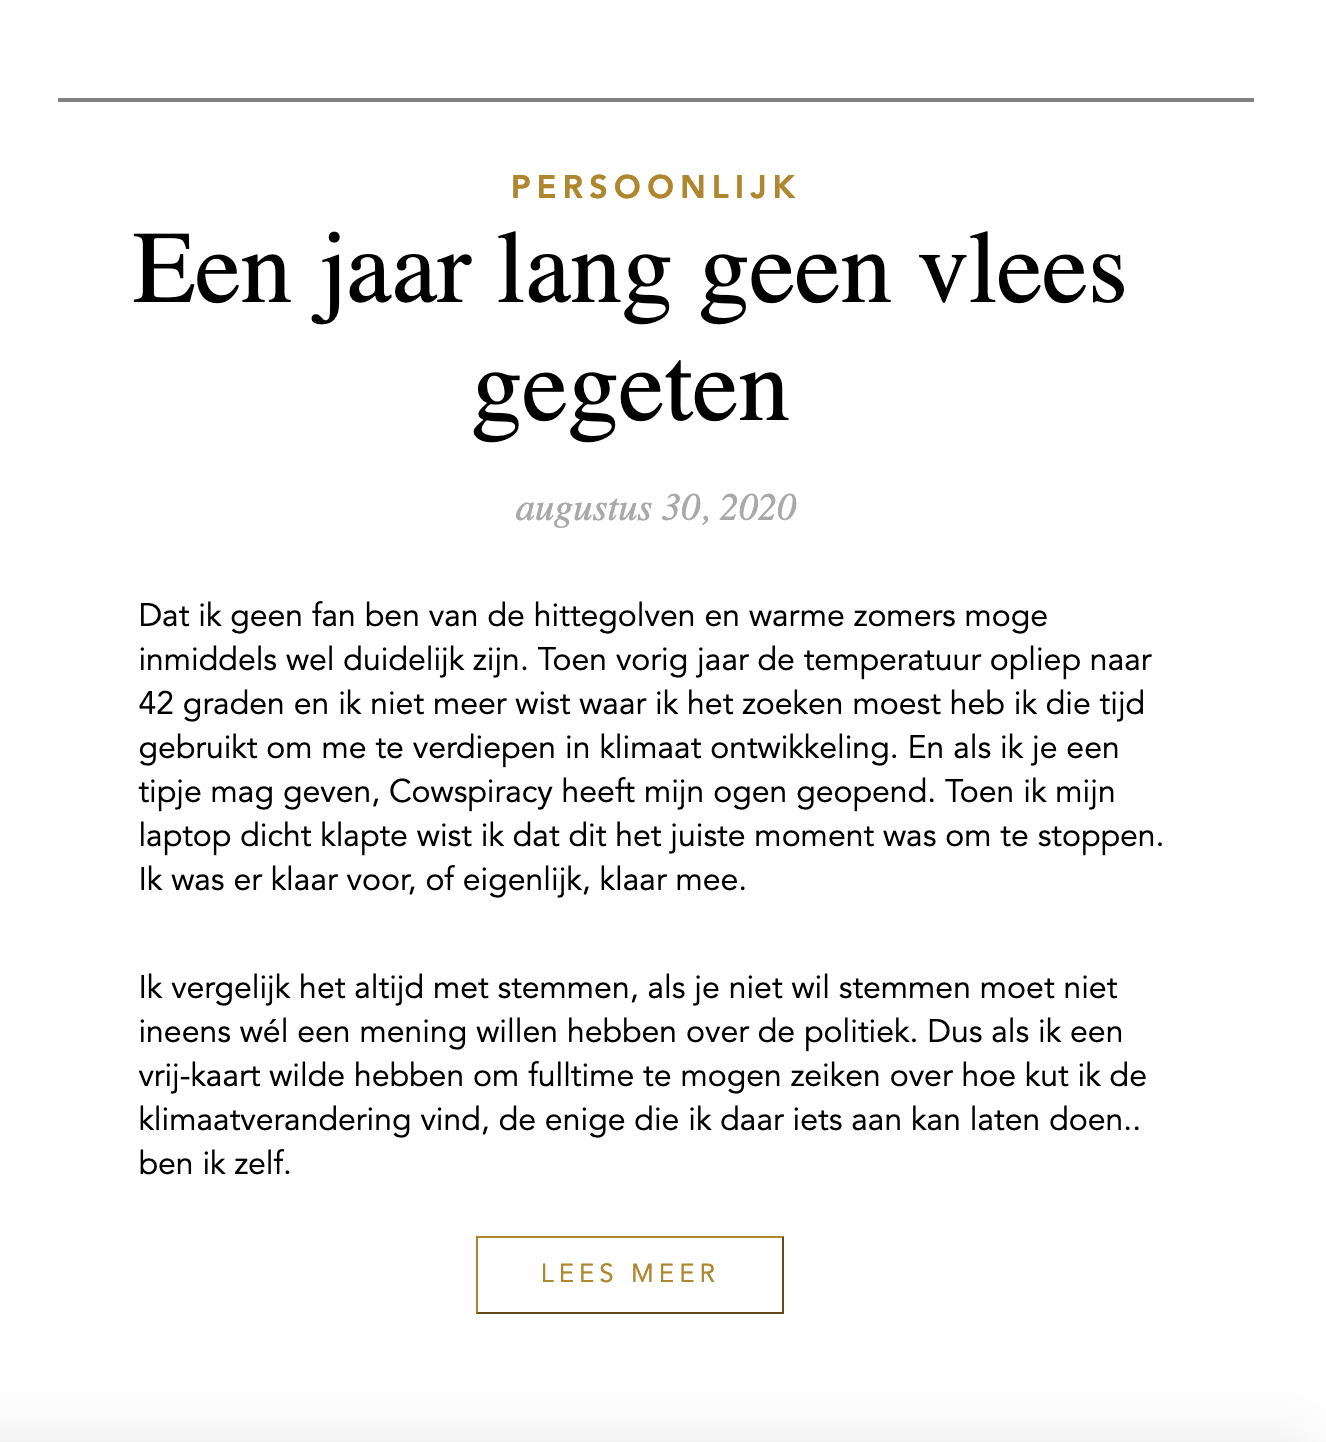 PERSOONLIJK
Een jaar lang geen vlees
gegeten
augustus 30, 2020
Dat ik geen fan ben van de hittegolven en warme zomers moge
inmiddels wel duidelijk zijn. Toen vorig jaar de temperatuur opliep naar
42 graden en ik niet meer wist waar ik het zoeken moest heb ik die tijd
gebruikt om me te verdiepen in klimaat ontwikkeling. En als ik je een
tipje mag geven, Cowspiracy heeft mijn ogen geopend. Toen ik mijn
laptop dicht klapte wist ik dat dit het juiste moment was om te stoppen.
Ik was er klaar voor, of eigenlijk, klaar mee.
Ik vergelijk het altijd met stemmen, als je niet wil stemmen moet niet
ineens wél een mening willen hebben over de politiek. Dus als ik een
vrij-kaart wilde hebben om fulltime te mogen zeiken over hoe kut ik de
klimaatverandering vind, de enige die ik daar iets aan kan laten doen..
ben ik zelf.
LEES MEER